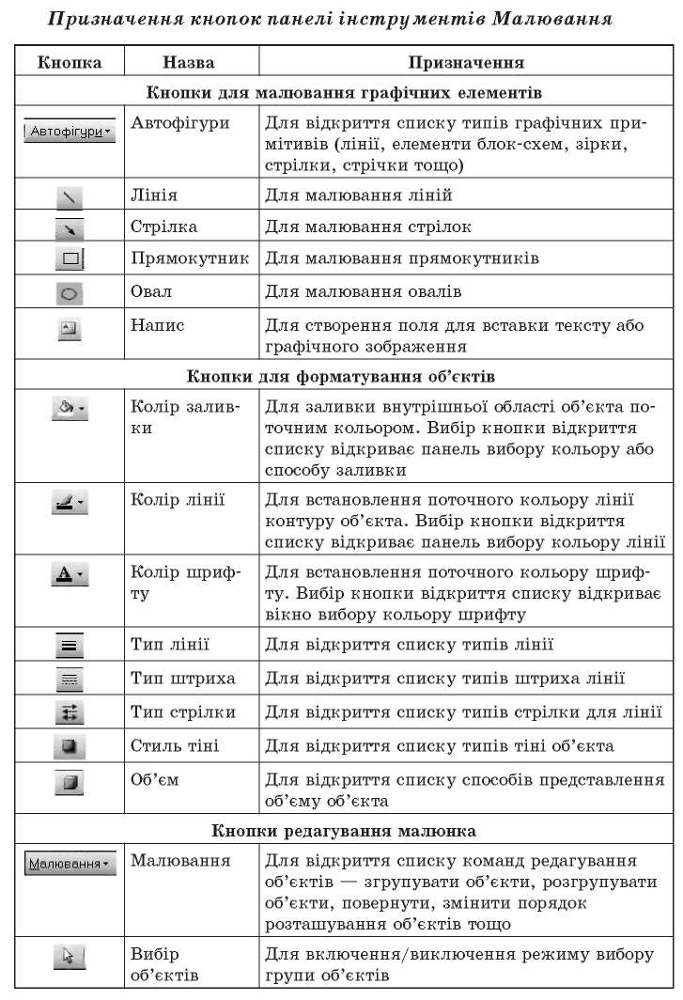 Призначення кнопок панелі інструментів Малювання
Кнопка Назва Призначення
Кнопки для малювання графічних елементів
Автофігури Автофігури Для відкриття списку типів графічних при-
мітивів (лінії, елементи блок-схем, зірки,
стрілки, стрічки тощо)
Лінія Для малювання ліній
Стрілка Для малювання стрілок
Прямокутник Для малювання прямокутників
Овал Для малювання овалів
Напис Для створення поля для вставки тексту або
графічного зображення
Кнопки для форматування об’єктів
Колір залив- Для заливки внутрішньої області об’єкта по-
ки точним кольором. Вибір кнопки відкриття
списку відкриває панель вибору кольору або
способу заливки
Колір лінії Для встановлення поточного кольору лінії
контуру об’єкта. Вибір кнопки відкриття
списку відкриває панель вибору кольору лінії
А Колір шриф- Для встановлення поточного кольору шриф-
ту ту. Вибір кнопки відкриття списку відкриває
вікно вибору кольору шрифту
Тип лінії Для відкриття списку типів лінії
Тип штриха Для відкриття списку типів штриха лінії
Тип стрілки Для відкриття списку типів стрілки для лінії
Стиль тіні Для відкриття списку типів тіні об’єкта
Об’єм Для відкриття списку способів представлення
об’єму об’єкта
Кнопки редагування малюнка
Малювання Малювання Для відкриття списку команд редагування
об’єктів — згрупувати об’єкти, розгрупувати
об’єкти, повернути, змінити порядок
розташування об’єктів тощо
Вибір Для включення/виключення режиму вибору
об’єктів групи об’єктів